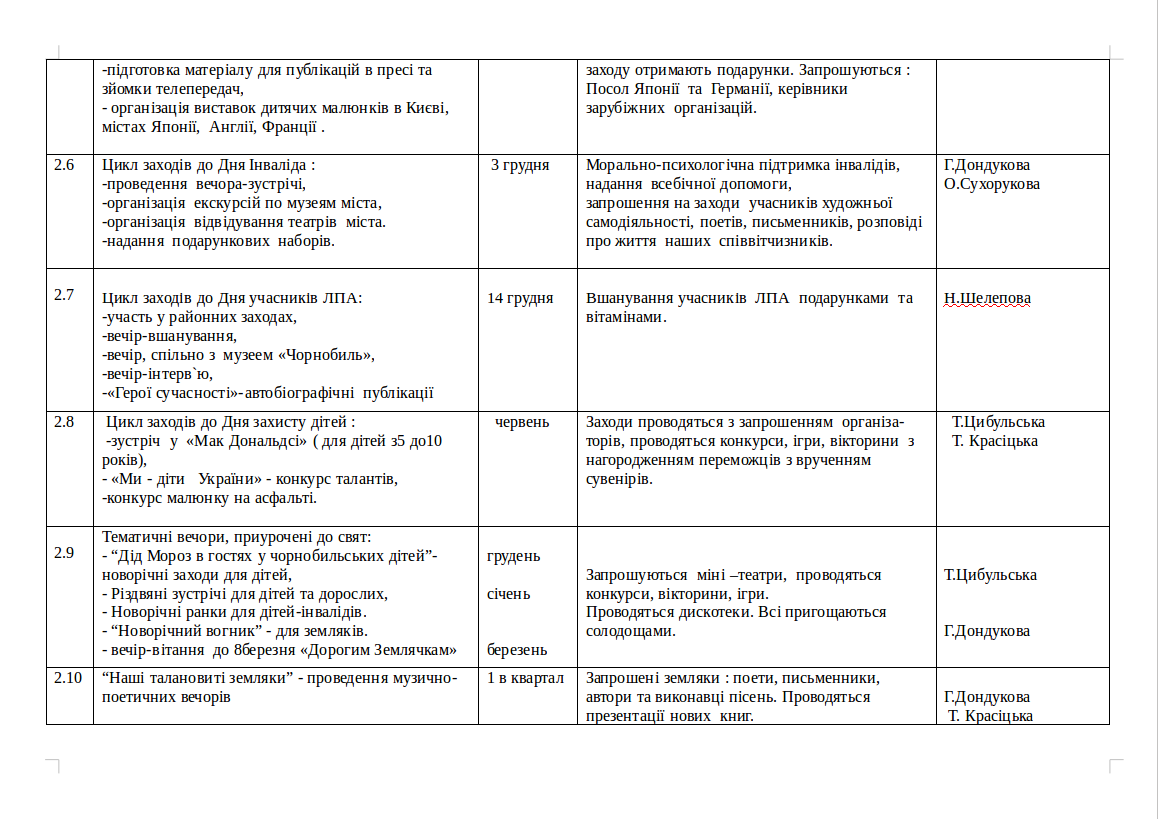 -підготовка матеріалу для публікацій в пресі та
зйомки телепередач,
- організація виставок дитячих малюнків в Києві,
містах Японії, Англії, Франції .
заходу отримають подарунки. Запрошуються :
Посол Японії та Германії, керівники
зарубіжних організацій.
2.6
Цикл заходів до Дня Інваліда :
-проведення вечора-зустрічі,
-організація екскурсій по музеям міста,
-організація відвідування театрів міста.
-надання подарункових наборів.
3 грудня
Морально-психологічна підтримка інвалідів,
надання всебічної допомоги,
запрошення на заходи учасників художньої
самодіяльності, поетів, письменників, розповіді
про життя наших співвітчизників.
Г.Дондукова
О.Сухорукова
2.7
Цикл заходів до Дня учасників ЛПА:
-участь у районних заходах,
-вечір-вшанування,
-вечір, спільно з музеем «Чорнобиль»,
-вечір-інтерв`ю,
-«Герої сучасності»-автобіографічні публікації
14 грудня
Вшанування учасників ЛПА подарунками та
вітамінами.
Н.Шелепова
2.8
Цикл заходів до Дня захисту дітей :
-зустріч у «Мак Дональдсі» ( для дітей з5 до10
років),
- «Ми - діти України» - конкурс талантів,
-конкурс малюнку на асфальті.
червень
Заходи проводяться з запрошенням організа-
торів, проводяться конкурси, ігри, вікторини з
нагородженням переможців з врученням
сувенірів.
Т.Цибульська
Т. Красіцька
2.9
Тематичні вечори, приурочені до свят:
- “Дід Мороз в гостях у чорнобильських дітей”-
новорічні заходи для дітей,
- Різдвяні зустрічі для дітей та дорослих,
- Новорічні ранки для дітей-інвалідів.
- “Новорічний вогник” - для земляків.
- вечір-вітання до 8березня «Дорогим Землячкам»
грудень
січень
березень
Запрошуються міні –театри, проводяться
конкурси, вікторини, ігри.
Проводяться дискотеки. Всі пригощаються
солодощами.
Т.Цибульська
Г.Дондукова
2.10
“Наші талановиті земляки” - проведення музично-
поетичних вечорів
1 в квартал
Запрошені земляки : поети, письменники,
автори та виконавці пісень. Проводяться
презентації нових книг.
Г.Дондукова
Т. Красіцька